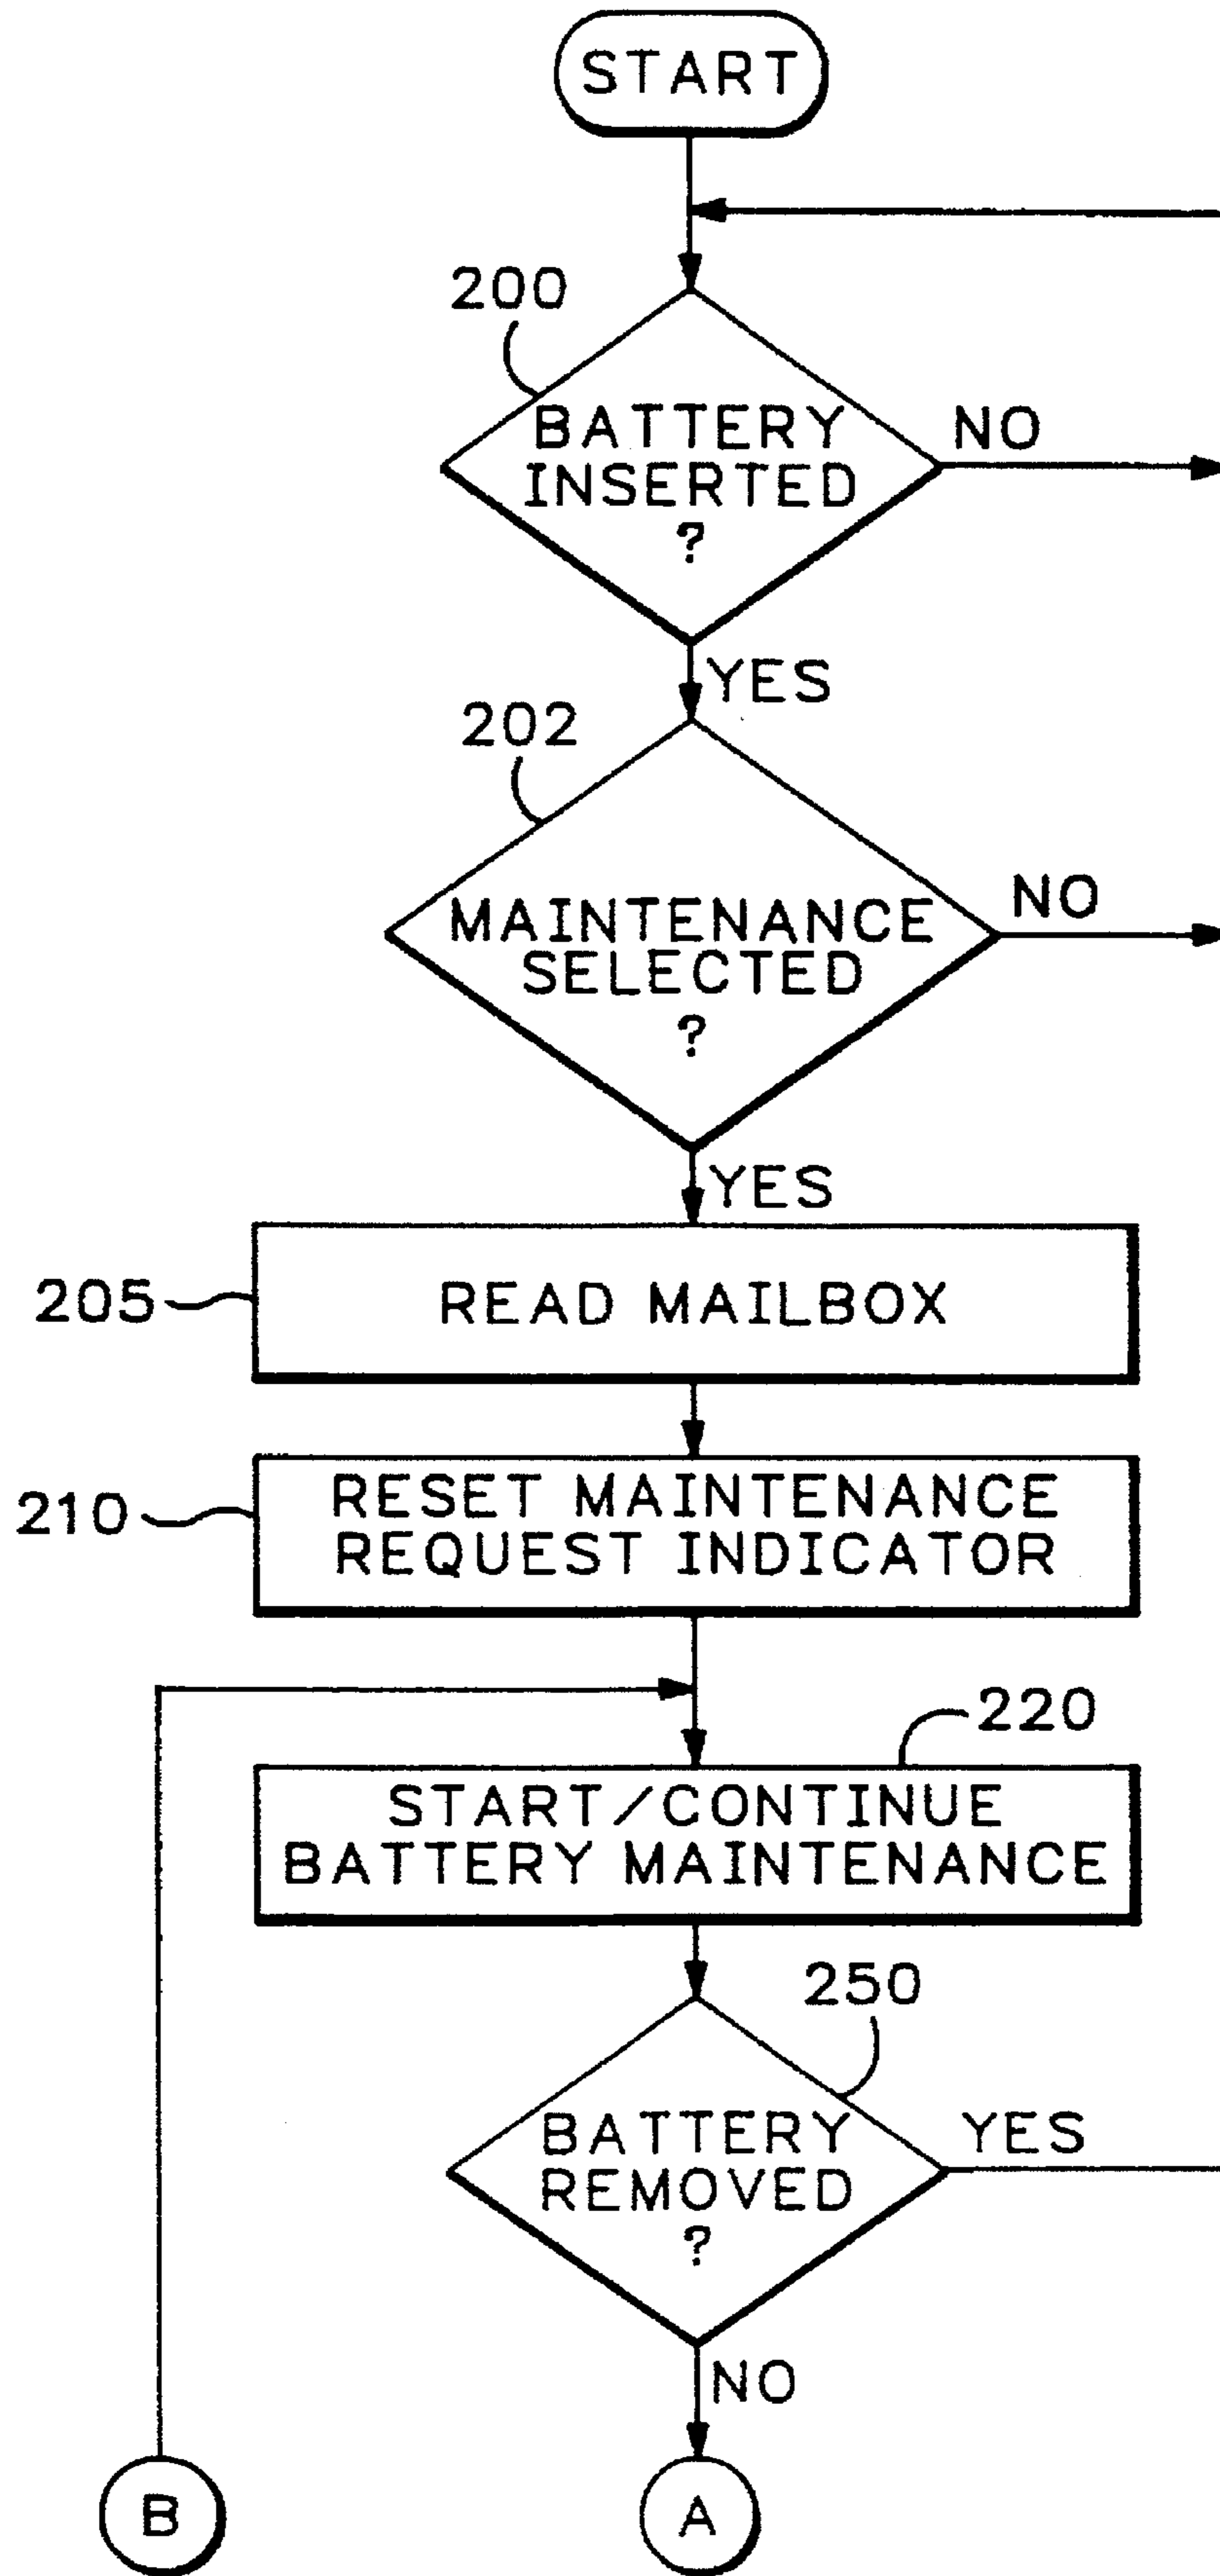 START
200
BATTERY
INSERTED
?
NO
YES
202
MAINTENANCE
SELECTED
?
NO
YES
205
READ MAILBOX
210
RESET MAINTENANCE
REQUEST INDICATOR
220
START/CONTINUE
BATTERY MAINTENANCE
250
BATTERY
REMOVED
?
YES
NO
B
A